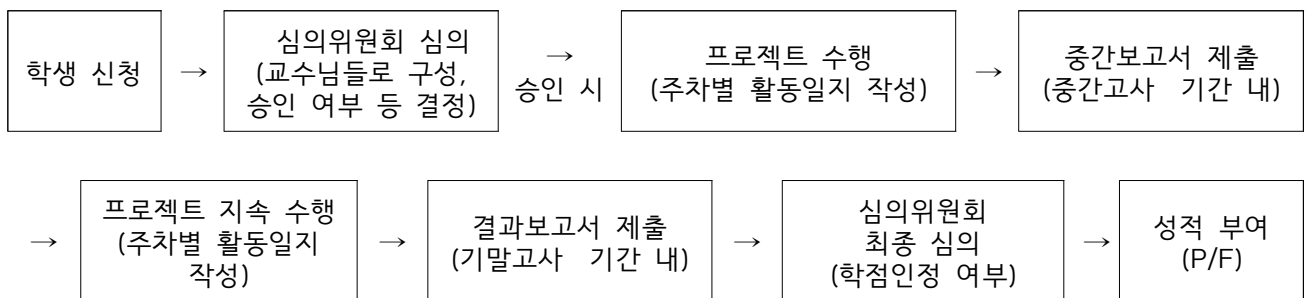 학생 신청
→
심의위원회 심의
(교수님들로 구성,
승인 여부 등 결정)
→
승인 시
프로젝트 수행
(주차별 활동일지 작성)
→
중간보고서 제출
(중간고사 기간 내)
→
프로젝트 지속 수행
(주차별 활동일지
작성)
→
결과보고서 제출
(기말고사 기간 내)
→
심의위원회
최종 심의
(학점인정 여부)
→
성적 부여
(P/F)